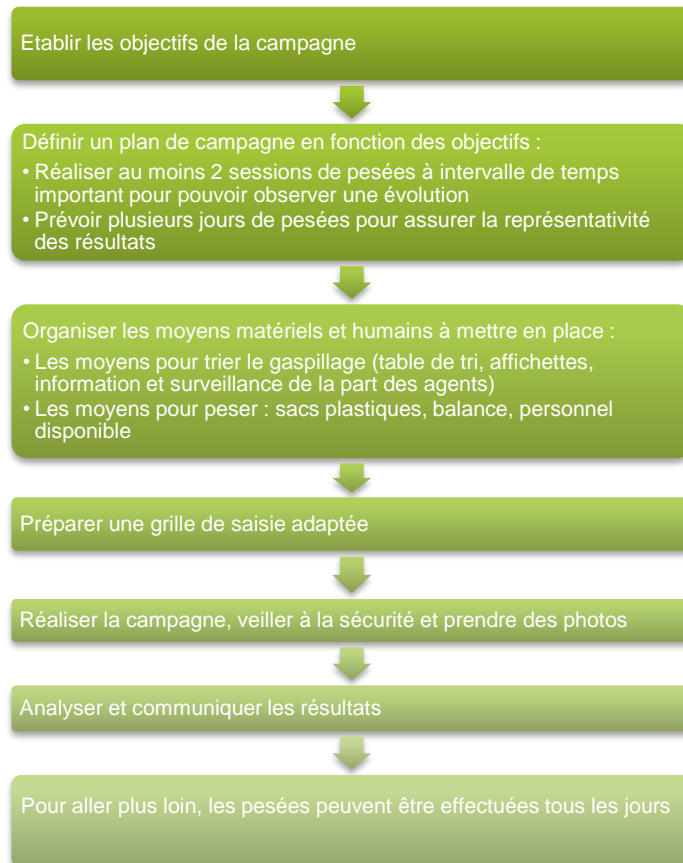 Etablir les objectifs de la campagne
Définir un plan de campagne en fonction des objectifs :
• Réaliser au moins 2 sessions de pesées à intervalle de temps
important pour pouvoir observer une évolution
• Prévoir plusieurs jours de pesées pour assurer la représentativité
des résultats
Organiser les moyens matériels et humains à mettre en place :
• Les moyens pour trier le gaspillage (table de tri, affichettes,
information et surveillance de la part des agents)
• Les moyens pour peser : sacs plastiques, balance, personnel
disponible
Préparer une grille de saisie adaptée
Réaliser la campagne, veiller à la sécurité et prendre des photos
Analyser et communiquer les résultats
Pour aller plus loin, les pesées peuvent être effectuées tous les jours